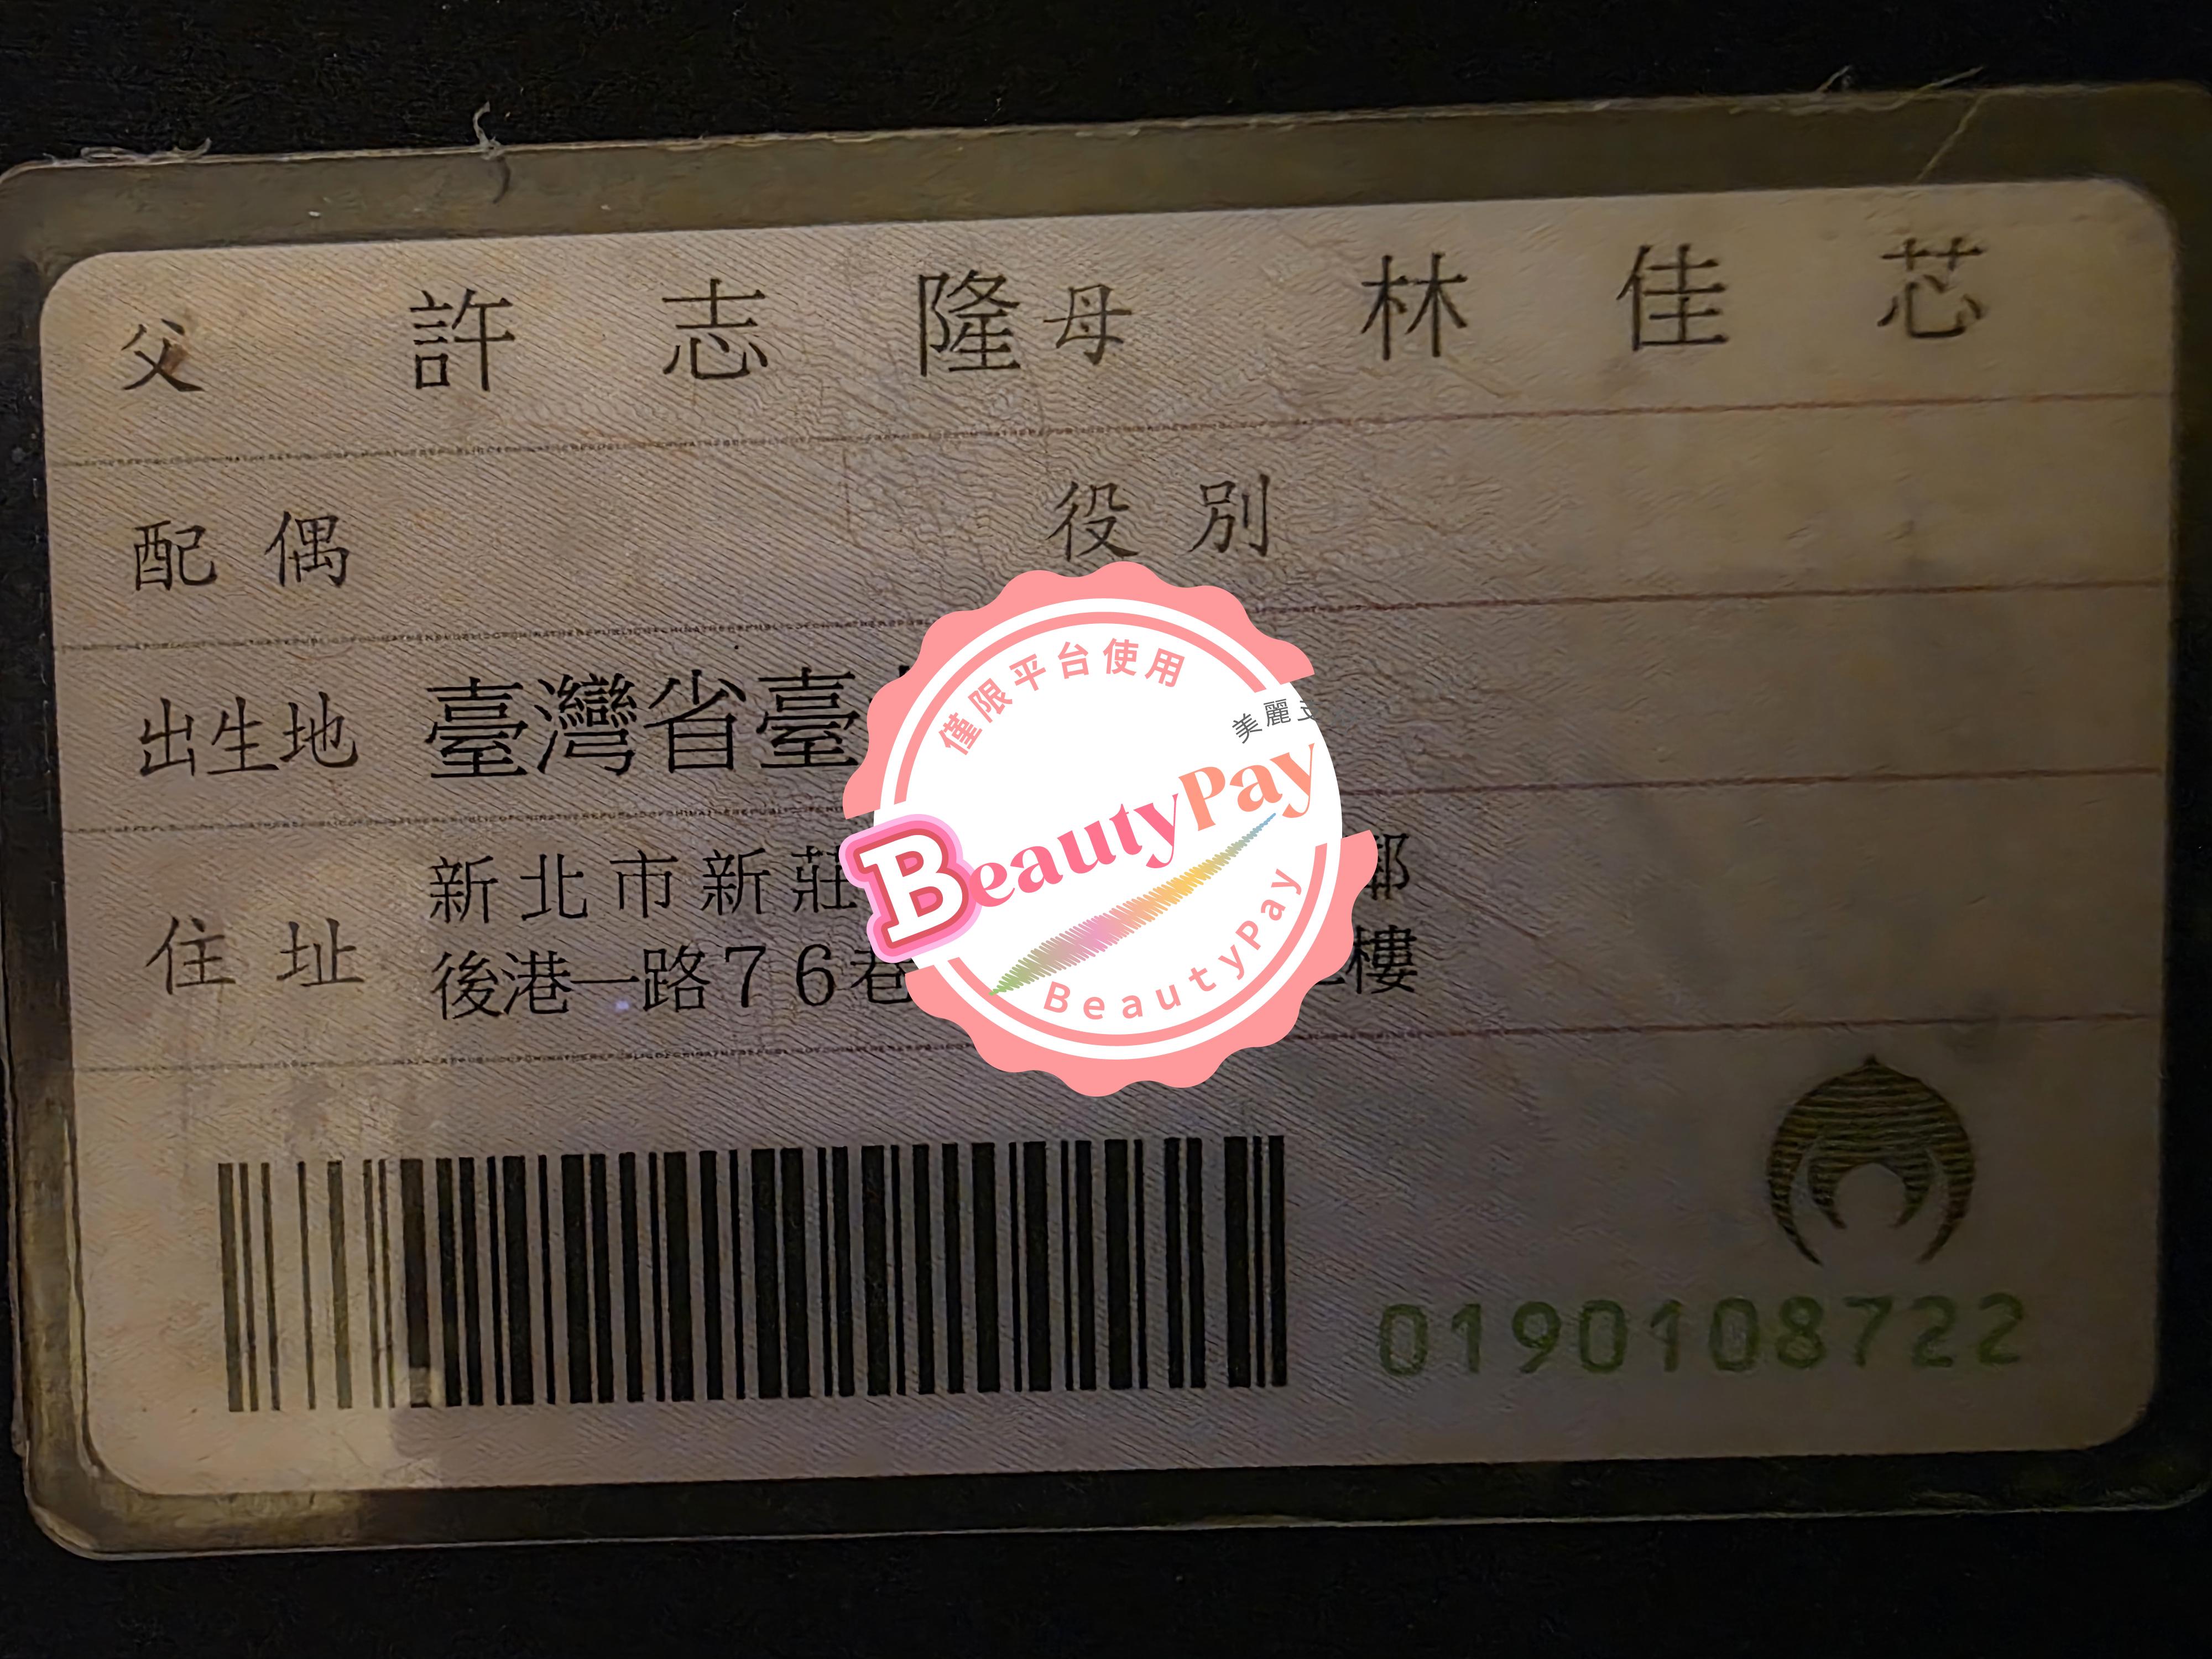 父 許志隆 母 林佳芯
配偶 役別
出生地 臺灣省臺
住址 新北市新莊 鄰
後港一路76巷 樓
僅限平台使用
美麗
BeautyPay
BeautyPay
0190108722